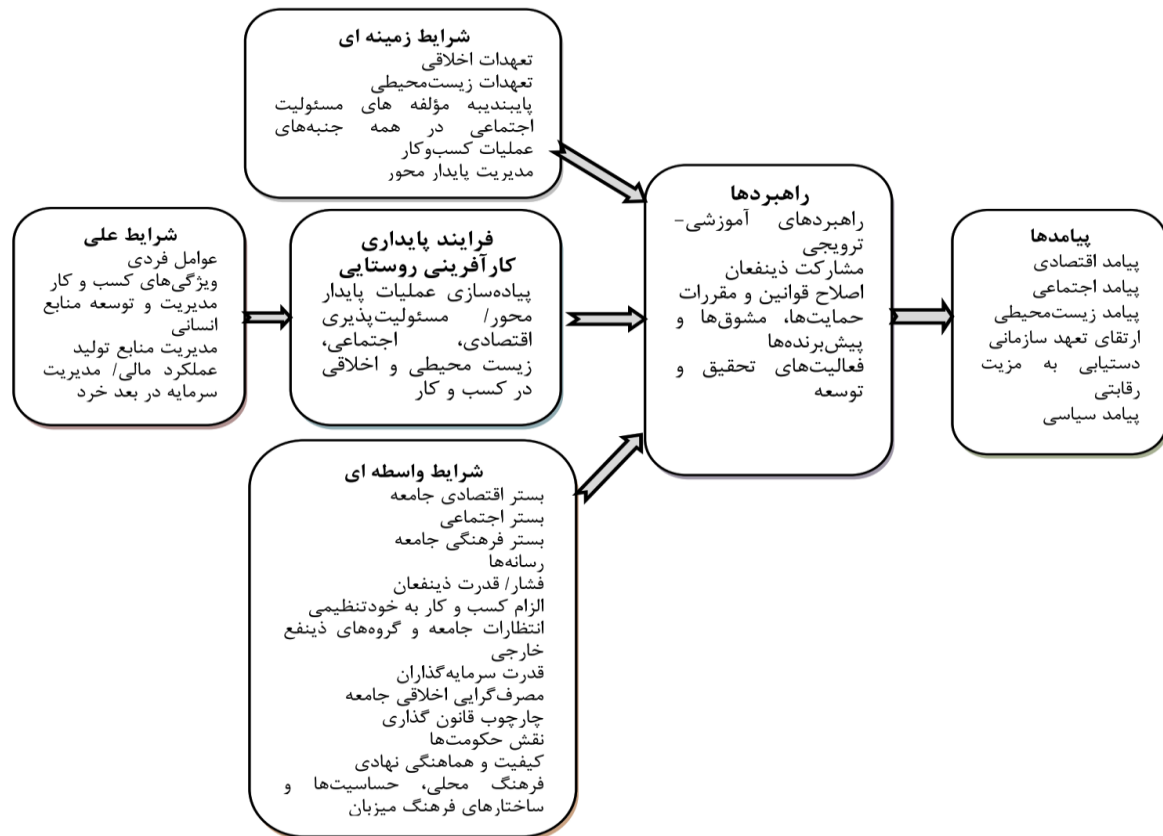 شرایط زمینه ای
تعهدات اخلاقی
تعهدات زیست‌محیطی
پایبندیبه مؤلفه های مسئولیت
اجتماعی در همه جنبه‌های
عملیات کسب‌وکار
مدیریت پایدار محور
شرایط علی
عوامل فردی
ویژگی‌های کسب و کار
مدیریت و توسعه منابع
انسانی
مدیریت منابع تولید
عملکرد مالی/ مدیریت
سرمایه در بعد خرد
فرایند پایداری
کارآفرینی روستایی
پیاده‌سازی عملیات پایدار
محور/ مسئولیت‌پذیری
اقتصادی، اجتماعی،
زیست محیطی و اخلاقی
در کسب و کار
شرایط واسطه ای
بستر اقتصادی جامعه
بستر اجتماعی
بستر فرهنگی جامعه
رسانه‌ها
فشار/ قدرت ذینفعان
الزام کسب و کار به خودتنظیمی
انتظارات جامعه و گروه‌های ذینفع
خارجی
قدرت سرمایه‌گذاران
مصرف‌گرایی اخلاقی جامعه
چارچوب قانون گذاری
نقش حکومت‌ها
کیفیت و هماهنگی نهادی
فرهنگ محلی، حساسیت‌ها و
ساختارهای فرهنگ میزبان
راهبردها
راهبردهای آموزشی–
ترویجی
مشارکت ذینفعان
اصلاح قوانین و مقررات
حمایت‌ها، مشوق‌ها و
پیش‌برنده‌ها
فعالیت‌های تحقیق و
توسعه
پیامدها
پیامد اقتصادی
پیامد اجتماعی
پیامد زیست‌محیطی
ارتقای تعهد سازمانی
دستیابی به مزیت
رقابتی
پیامد سیاسی